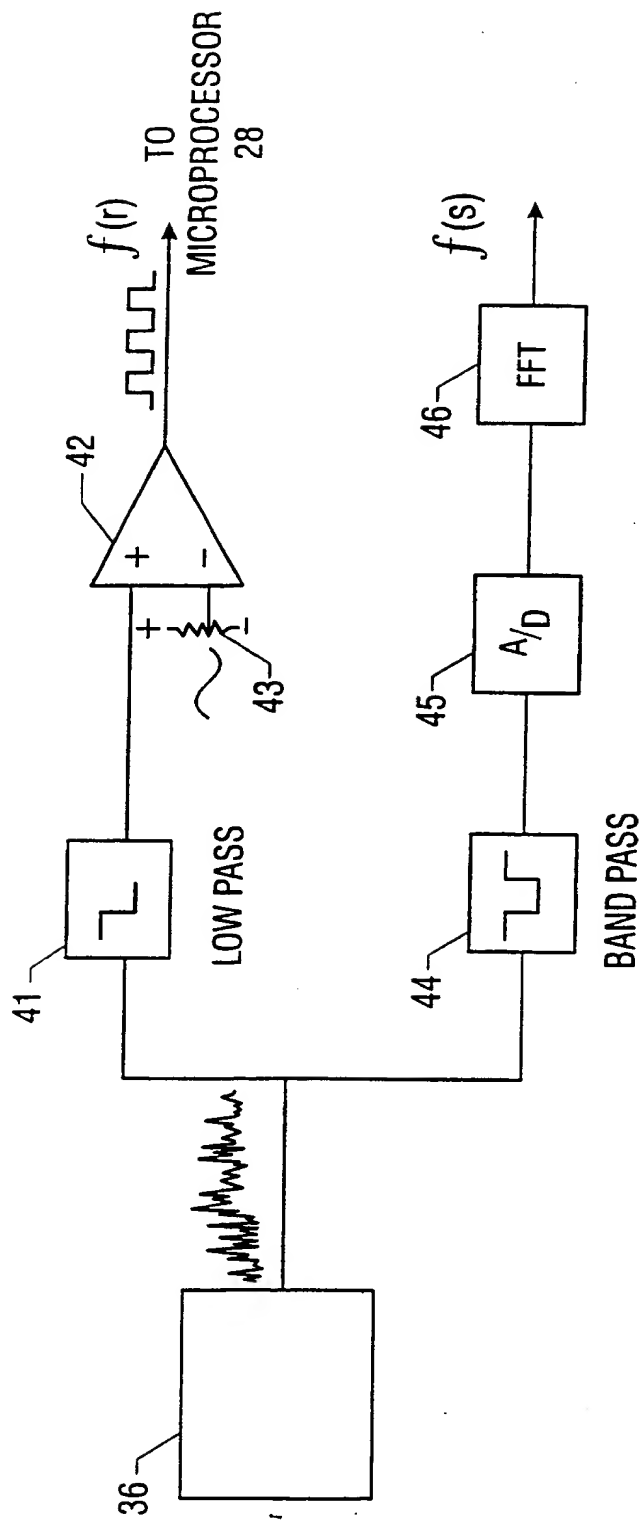 36
41
LOW PASS
42
+
−
+
−
43
f(r)
TO
MICROPROCESSOR
28
44
BAND PASS
45
A/D
46
FFT
f(s)